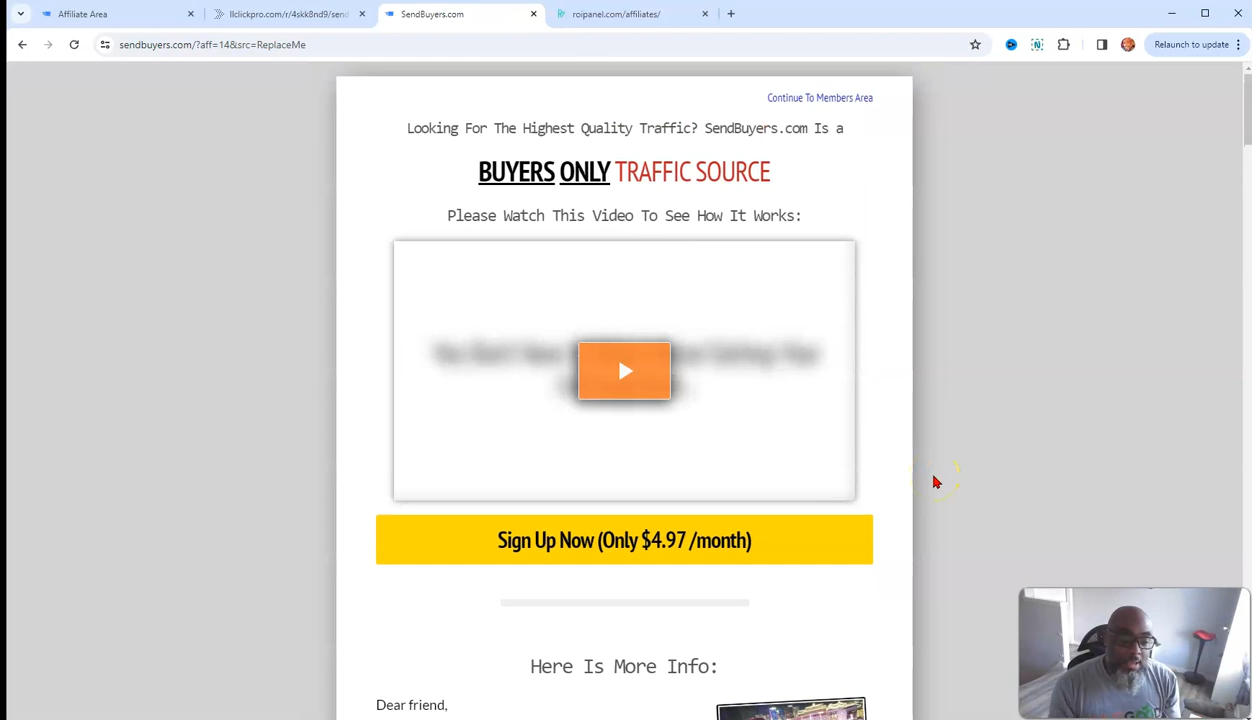 Affiliate Area
llclickpro.com/r/4skk8nd9/send
SendBuyers.com
roipanel.com/affiliates/
sendbuyers.com/?aff=14&src=ReplaceMe
Relaunch to update
Continue To Members Area
Looking For The Highest Quality Traffic? SendBuyers.com Is a
BUYERS ONLY TRAFFIC SOURCE
Please Watch This Video To See How It Works:
Sign Up Now (Only $4.97 /month)
Here Is More Info:
Dear friend,